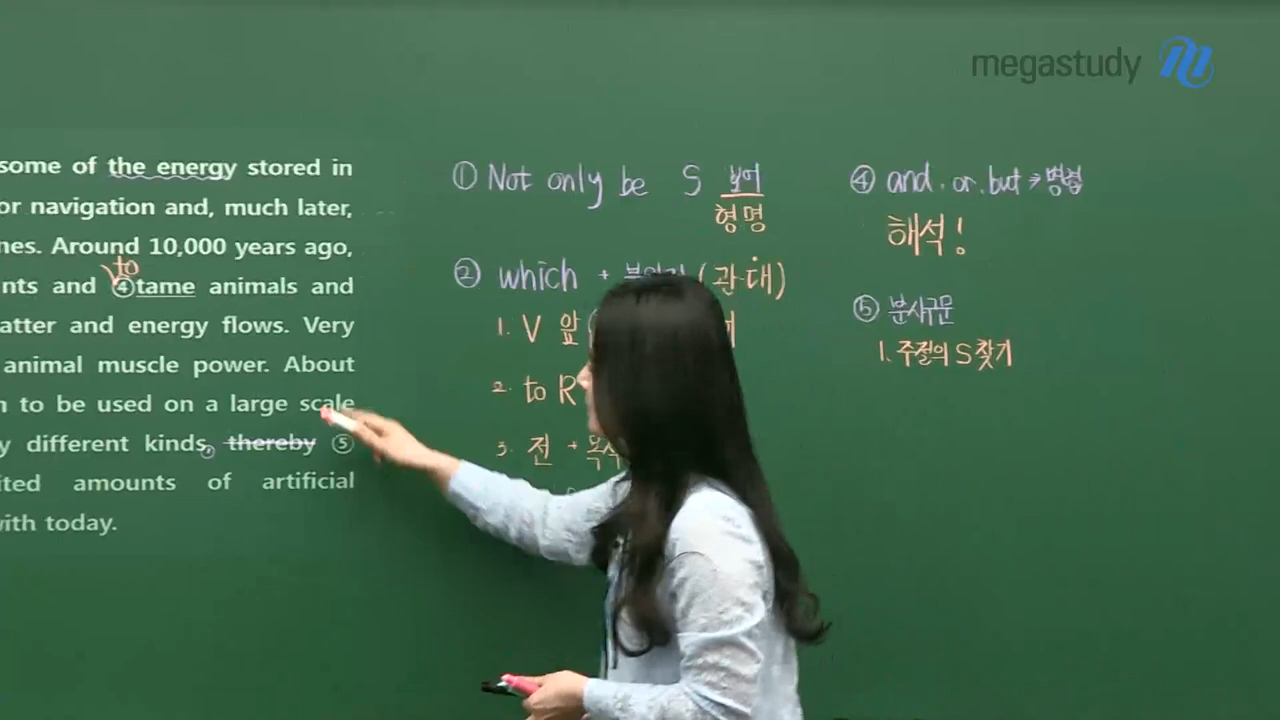 megastudy
some of the energy stored in
or navigation and, much later,
nes. Around 10,000 years ago,
to
nts and ④tame animals and
atter and energy flows. Very
animal muscle power. About
n to be used on a large scale
y different kinds, thereby ⑤
ited amounts of artificial
with today.
① Not only be S 보어
형 명
② which + (관·대)
1. V 앞
2. to R
3. 전 +
④ and. or. but → 병렬
해석!
⑤ 분사구문
1. 주절의 S찾기